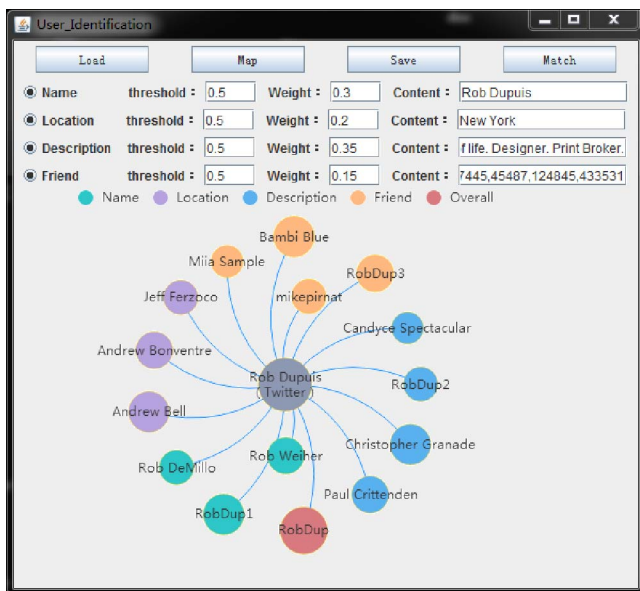 User_Identification
Load Map Save Match
Name threshold : 0.5 Weight : 0.3 Content : Rob Dupuis
Location threshold : 0.5 Weight : 0.2 Content : New York
Description threshold : 0.5 Weight : 0.35 Content : f life. Designer. Print Broker.
Friend threshold : 0.5 Weight : 0.15 Content : 7445,45487,124845,433531
Name Location Description Friend Overall
Bambi Blue
Miia Sample
RobDup3
Jeff Ferzoco
mikepirnat
Candyce Spectacular
Andrew Bonventre
Rob Dupuis
(Twitter)
RobDup2
Andrew Bell
Christopher Granade
Rob Weiher
Rob DeMillo
Paul Crittenden
RobDup1
RobDup